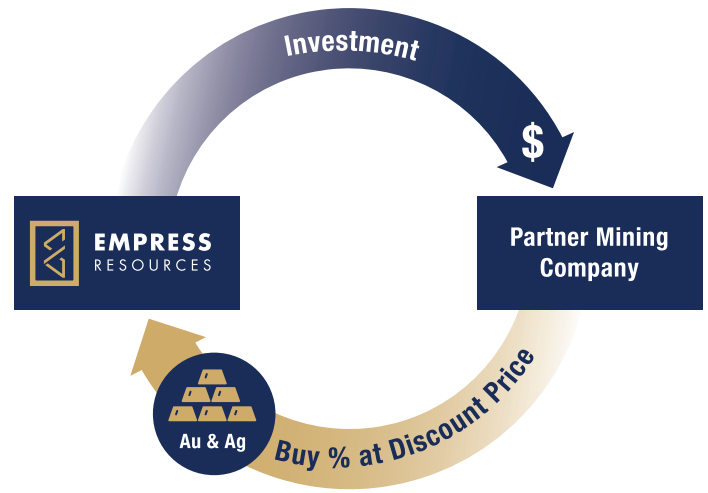 Investment
$
EMPRESS
RESOURCES
Partner Mining
Company
Au & Ag
Buy % at Discount Price